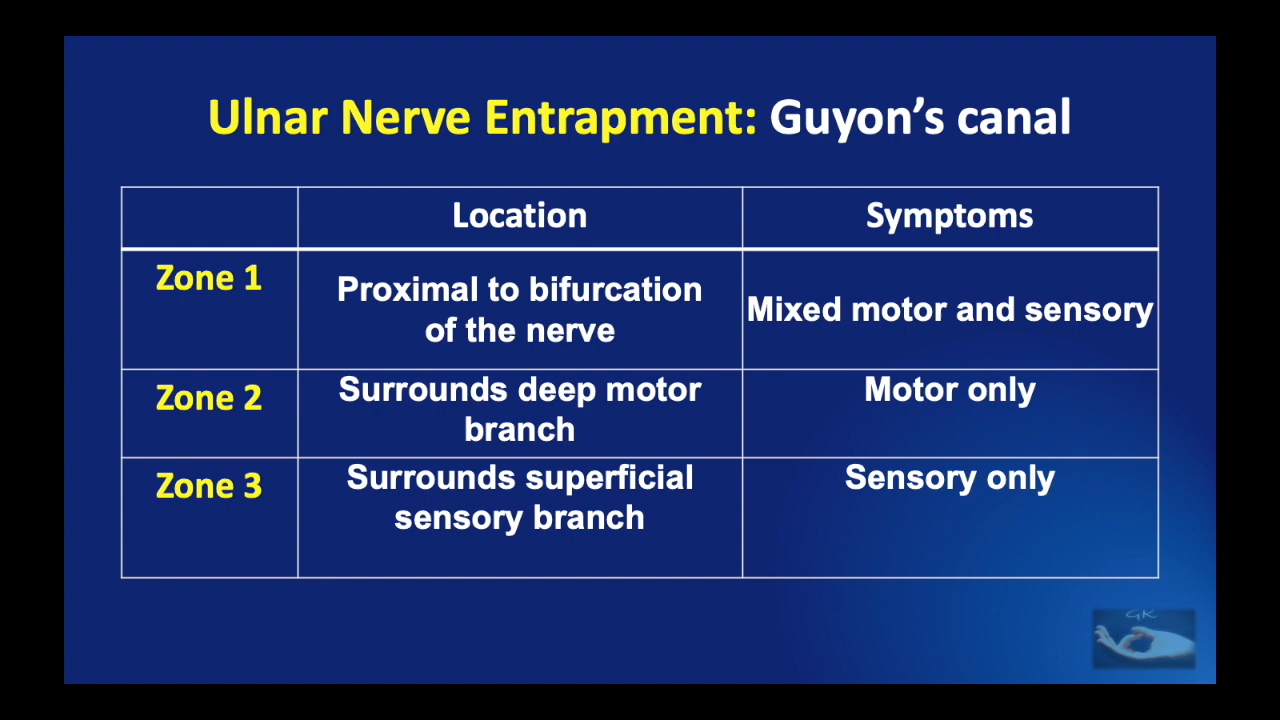 Ulnar Nerve Entrapment: Guyon’s canal
Location
Symptoms
Zone 1
Proximal to bifurcation
of the nerve
Mixed motor and sensory
Zone 2
Surrounds deep motor
branch
Motor only
Zone 3
Surrounds superficial
sensory branch
Sensory only
GK